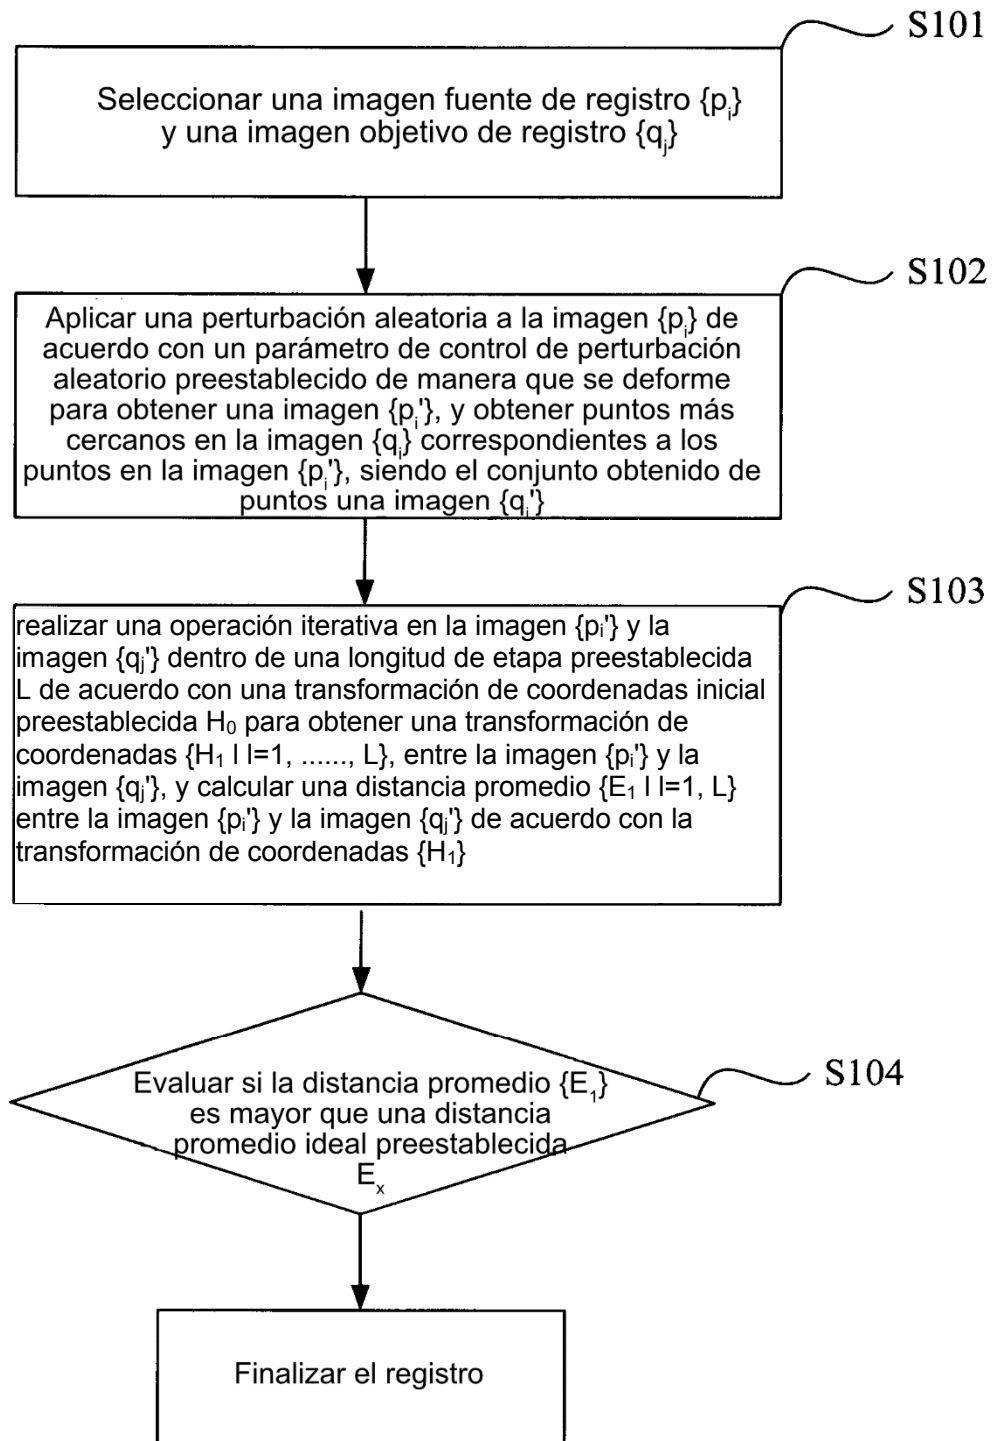 S101
Seleccionar una imagen fuente de registro {pᵢ}
y una imagen objetivo de registro {qⱼ}
S102
Aplicar una perturbación aleatoria a la imagen {pᵢ} de
acuerdo con un parámetro de control de perturbación
aleatorio preestablecido de manera que se deforme
para obtener una imagen {pᵢ'}, y obtener puntos más
cercanos en la imagen {qᵢ} correspondientes a los
puntos en la imagen {pᵢ'}, siendo el conjunto obtenido de
puntos una imagen {qᵢ'}
S103
realizar una operación iterativa en la imagen {pᵢ'} y la
imagen {qⱼ'} dentro de una longitud de etapa preestablecida
L de acuerdo con una transformación de coordenadas inicial
preestablecida H₀ para obtener una transformación de
coordenadas {H₁ l l=1, ......, L}, entre la imagen {pᵢ'} y la
imagen {qⱼ'}, y calcular una distancia promedio {E₁ l l=1, L}
entre la imagen {pᵢ'} y la imagen {qⱼ'} de acuerdo con la
transformación de coordenadas {H₁}
S104
Evaluar si la distancia promedio {E₁}
es mayor que una distancia
promedio ideal preestablecida
Eₓ
Finalizar el registro